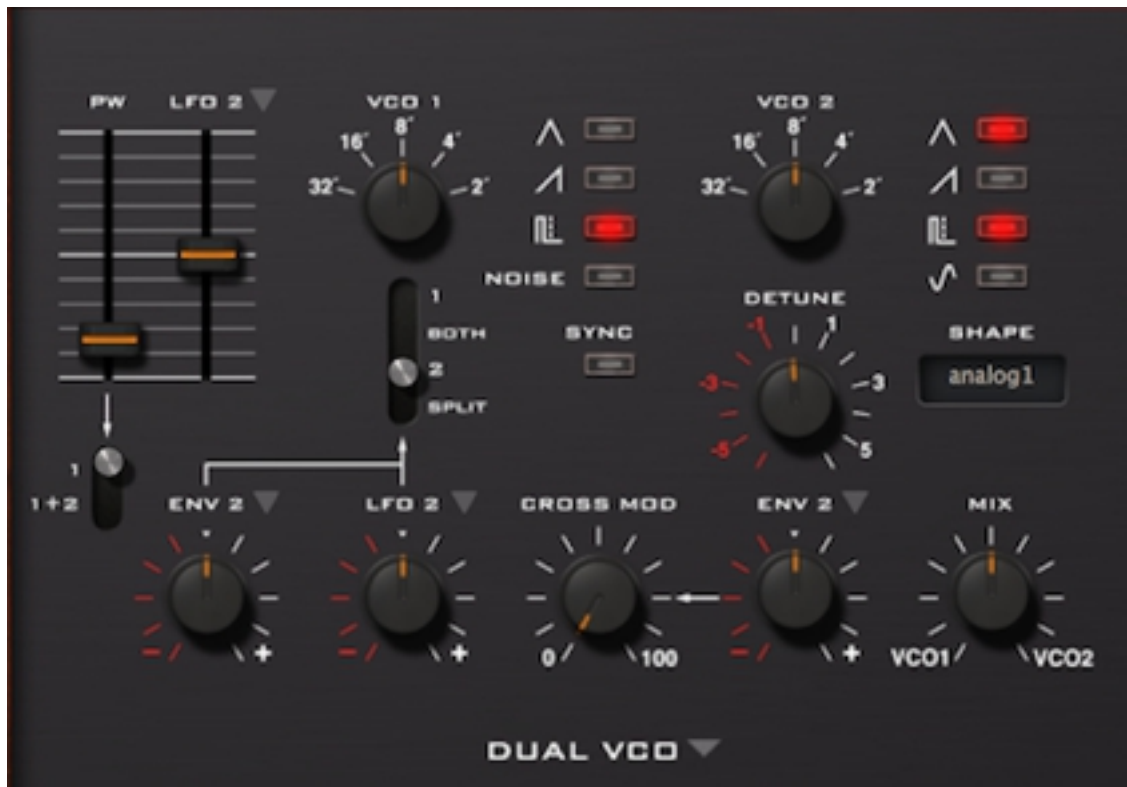 PW LFO 2 VCO 1 VCO 2
32´ 16´ 8´ 4´ 2´
32´ 16´ 8´ 4´ 2´
NOISE
1
BOTH
2
SPLIT
SYNC
DETUNE
-1 1
-3 3
-5 5
SHAPE
analog1
1
1+2
ENV 2 LFO 2 CROSS MOD ENV 2 MIX
- + - + 0 100 - + VCO1 VCO2
DUAL VCO